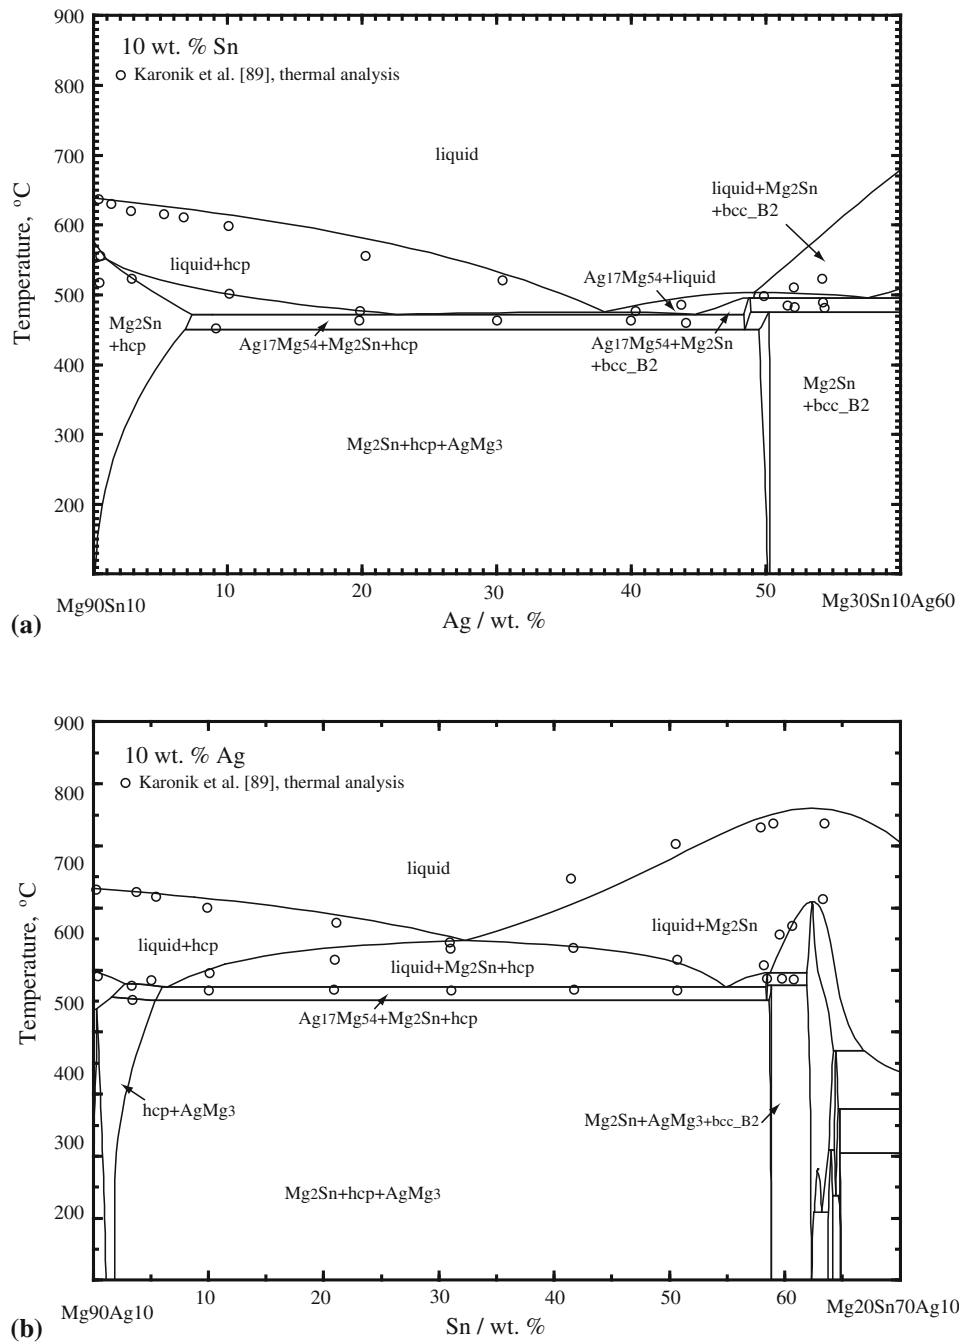 900
10 wt. % Sn
Karonik et al. [89], thermal analysis
800
700
liquid
liquid+Mg2Sn
+bcc_B2
600
liquid+hcp
Ag17Mg54+liquid
500
Mg2Sn
+hcp
Ag17Mg54+Mg2Sn+hcp
Ag17Mg54+Mg2Sn
+bcc_B2
400
Mg2Sn
+bcc_B2
300
Mg2Sn+hcp+AgMg3
200
Temperature, °C
10 20 30 40 50
Mg90Sn10
Mg30Sn10Ag60
(a)
Ag / wt. %
900
10 wt. % Ag
Karonik et al. [89], thermal analysis
800
700
liquid
liquid+Mg2Sn
600
liquid+hcp
liquid+Mg2Sn+hcp
500
Ag17Mg54+Mg2Sn+hcp
400
hcp+AgMg3
Mg2Sn+AgMg3+bcc_B2
300
Mg2Sn+hcp+AgMg3
200
Temperature, °C
10 20 30 40 50 60
Mg90Ag10
Mg20Sn70Ag10
(b)
Sn / wt. %